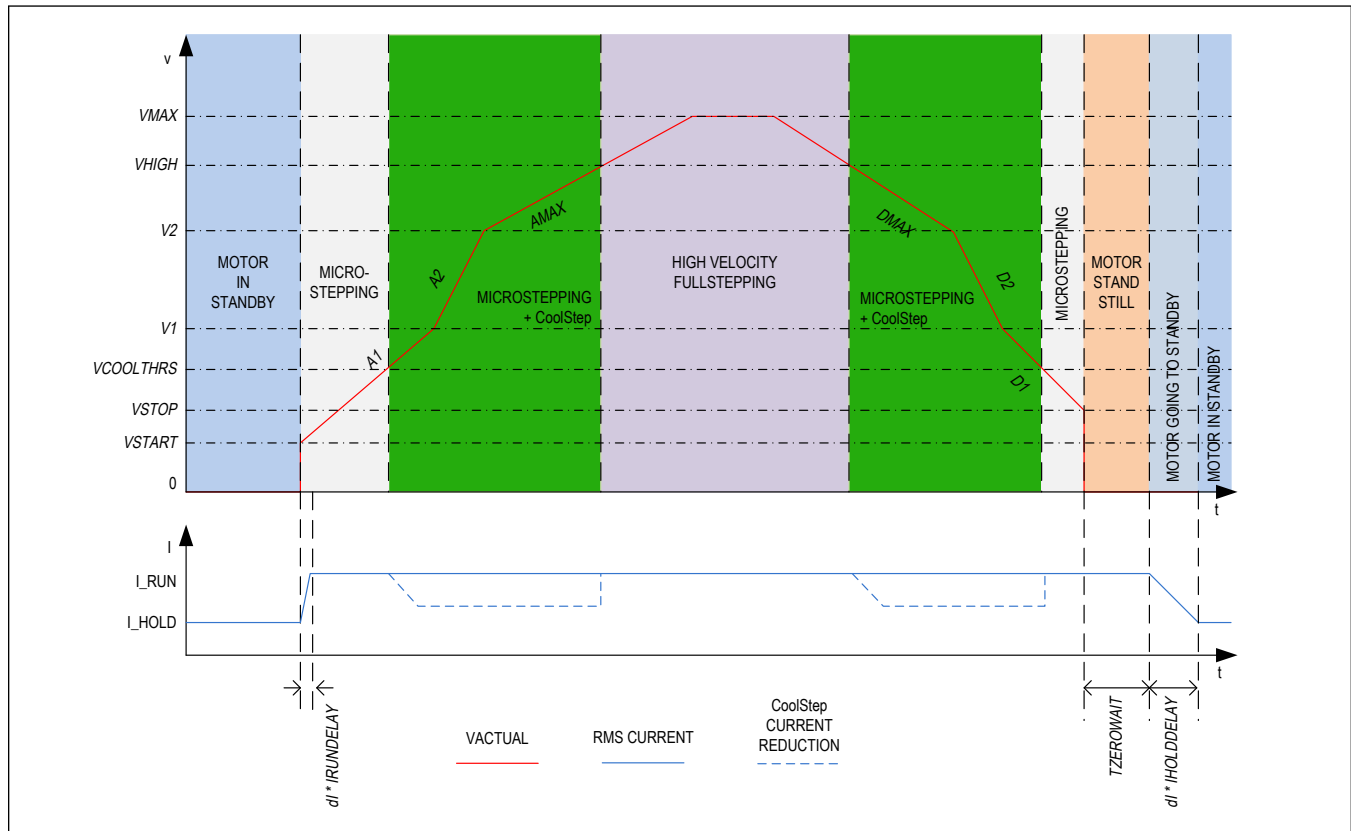 v
VMAX
VHIGH
V2
V1
VCOOLTHRS
VSTOP
VSTART
0
MOTOR
IN
STANDBY
MICRO-
STEPPING
A1
A2
AMAX
MICROSTEPPING
+ CoolStep
HIGH VELOCITY
FULLSTEPPING
DMAX
D2
D1
MICROSTEPPING
+ CoolStep
MICROSTEPPING
MOTOR
STAND
STILL
MOTOR GOING TO STANDBY
MOTOR IN STANDBY
t
I
I_RUN
I_HOLD
t
dI * IRUNDELAY
TZEROWAIT
dI * IHOLDDELAY
VACTUAL
RMS CURRENT
CoolStep
CURRENT
REDUCTION